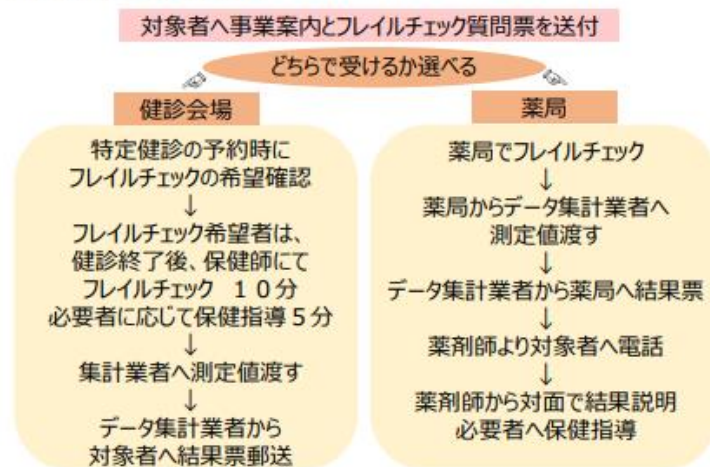 対象者へ事業案内とフレイルチェック質問票を送付
どちらで受けるか選べる
健診会場
特定健診の予約時に
フレイルチェックの希望確認
↓
フレイルチェック希望者は、
健診終了後、保健師にて
フレイルチェック １０分
必要者に応じて保健指導５分
↓
集計業者へ測定値渡す
↓
データ集計業者から
対象者へ結果票郵送
薬局
薬局でフレイルチェック
↓
薬局からデータ集計業者へ
測定値渡す
↓
データ集計業者から薬局へ結果票
↓
薬剤師より対象者へ電話
↓
薬剤師から対面で結果説明
必要者へ保健指導